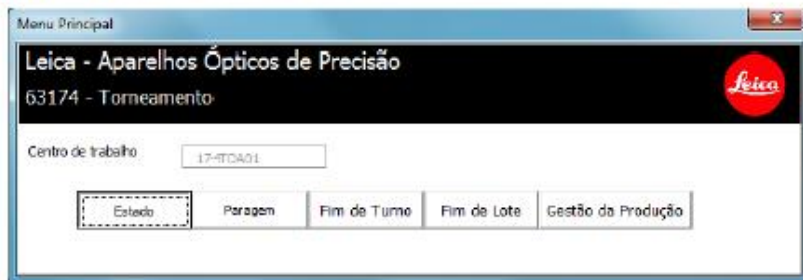 Menu Principal
Leica - Aparelhos Ópticos de Precisão
63174 - Torneamento
Leica
Centro de trabalho
Estado Paragem Fim de Turno Fim de Lote Gestão da Produção